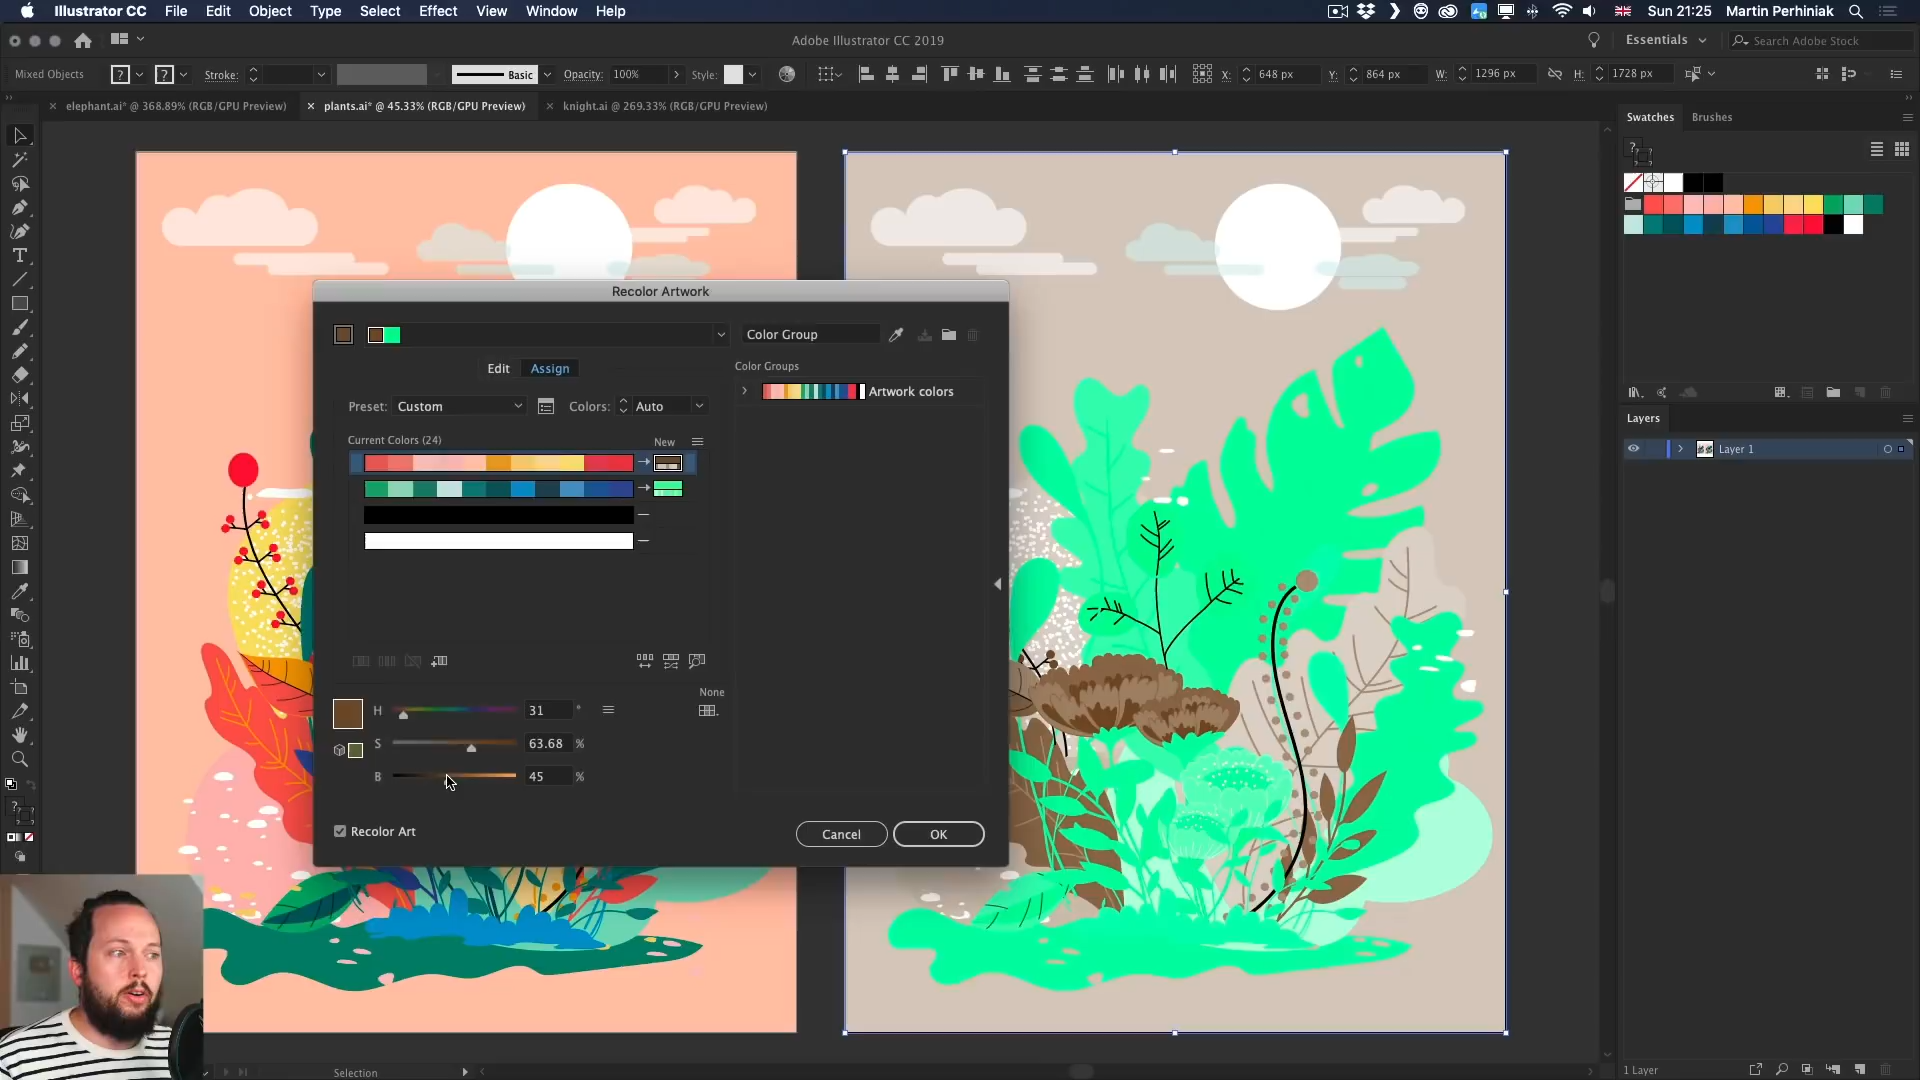 Illustrator CC File Edit Object Type Select Effect View Window Help Sun 21:25 Martin Perhiniak
Adobe Illustrator CC 2019 Essentials Search Adobe Stock
Mixed Objects ? ? Stroke: Basic Opacity: 100% Style: X: 648 px Y: 864 px W: 1296 px H: 1728 px
elephant.ai* @ 368.89% (RGB/GPU Preview) plants.ai* @ 45.33% (RGB/GPU Preview) knight.ai @ 269.33% (RGB/GPU Preview)
Swatches Brushes
Recolor Artwork
Color Group
Edit Assign
Color Groups
Artwork colors
Preset: Custom Colors: Auto
Current Colors (24) New
Layers
Layer 1
None
H 31 °
S 63.68 %
B 45 %
Recolor Art
Cancel OK
Selection
1 Layer